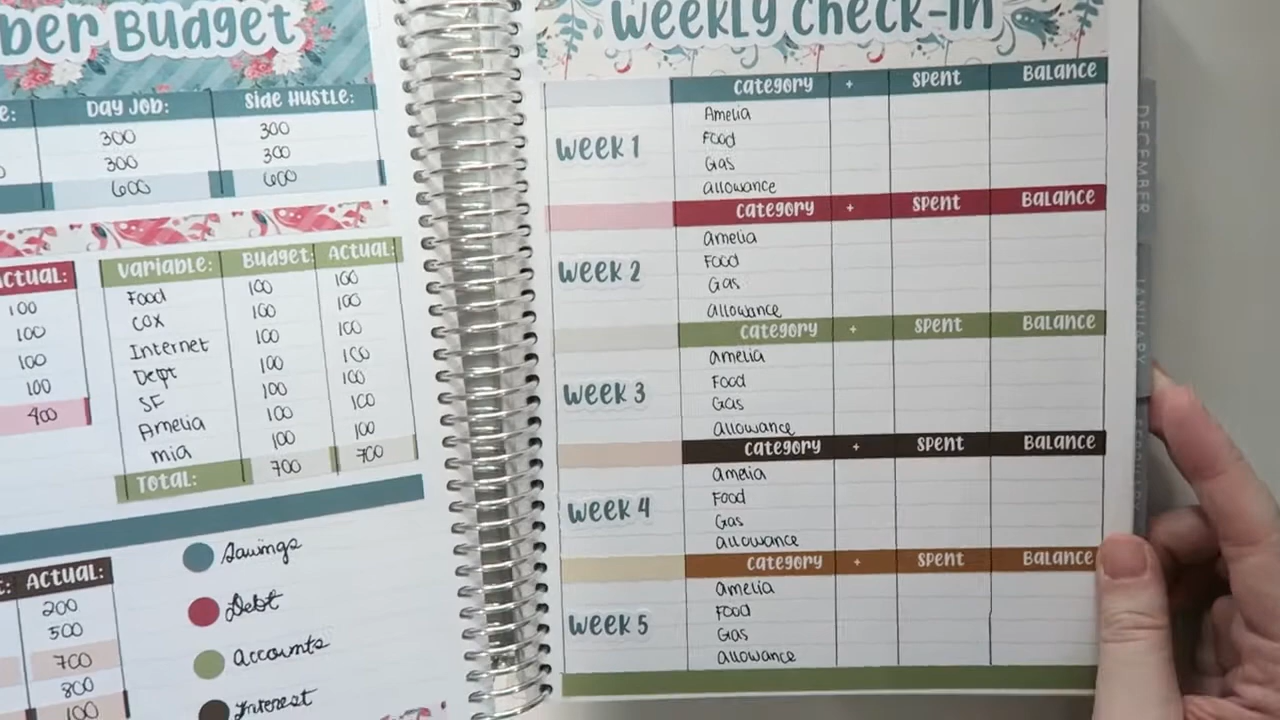 ber Budget
e: Day Job: Side Hustle:
300 300
300 300
600 600
ctual:
100
100
100
100
400
Variable: Budget: Actual:
Food 100 100
Cox 100 100
Internet 100 100
Dept 100 100
SF 100 100
Amelia 100 100
mia 100 100
Total: 700 700
t: Actual:
200
500
700
800
100
Savings
Debt
Accounts
Interest
Weekly Check-in
Week 1
Category + Spent Balance
Amelia
Food
Gas
allowance
Week 2
Category + Spent Balance
amelia
Food
Gas
allowance
Week 3
Category + Spent Balance
amelia
Food
Gas
allowance
Week 4
Category + Spent Balance
Amelia
Food
Gas
allowance
Week 5
Category + Spent Balance
amelia
Food
Gas
allowance
DECEMBER
JANUARY
FEBRUARY